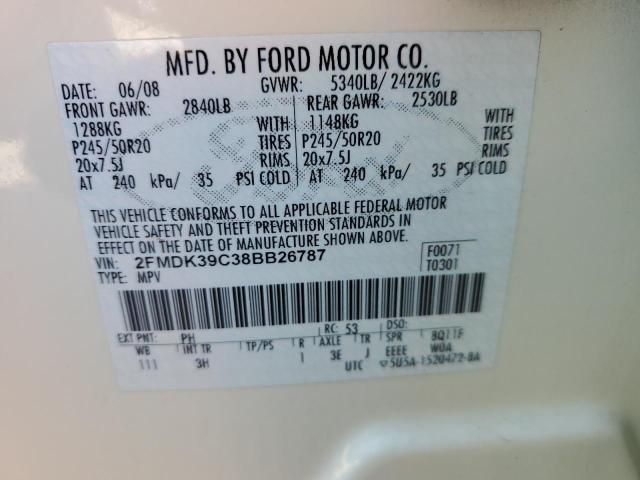 MFD. BY FORD MOTOR CO.
DATE: 06/08 GVWR: 5340LB/ 2422KG
FRONT GAWR: 2840LB REAR GAWR: 2530LB
1288KG WITH 1148KG WITH
P245/50R20 TIRES P245/50R20 TIRES
20x7.5J RIMS 20x7.5J RIMS
AT 240 kPa/ 35 PSI COLD AT 240 kPa/ 35 PSI COLD
THIS VEHICLE CONFORMS TO ALL APPLICABLE FEDERAL MOTOR
VEHICLE SAFETY AND THEFT PREVENTION STANDARDS IN
EFFECT ON THE DATE OF MANUFACTURE SHOWN ABOVE.
VIN: 2FMDK39C38BB26787 F0071
TYPE: MPV T0301
EXT PNT: PH RC: 53 DSO:
WB INT TR TP/PS R AXLE TR SPR 8Q11F
111 3H I 3E J EEEE W0A
UTC 5U5A-1520472-BA